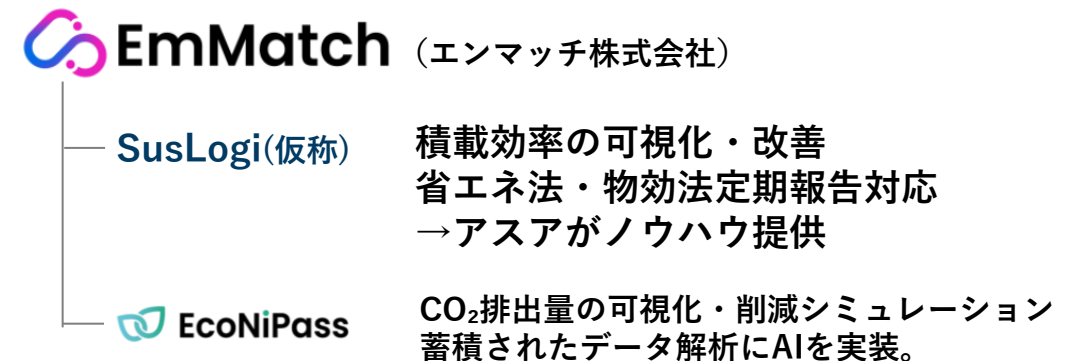 EmMatch（エンマッチ株式会社）
SusLogi(仮称)
積載効率の可視化・改善
省エネ法・物効法定期報告対応
→アスアがノウハウ提供
EcoNiPass
CO₂排出量の可視化・削減シミュレーション
蓄積されたデータ解析にAIを実装。